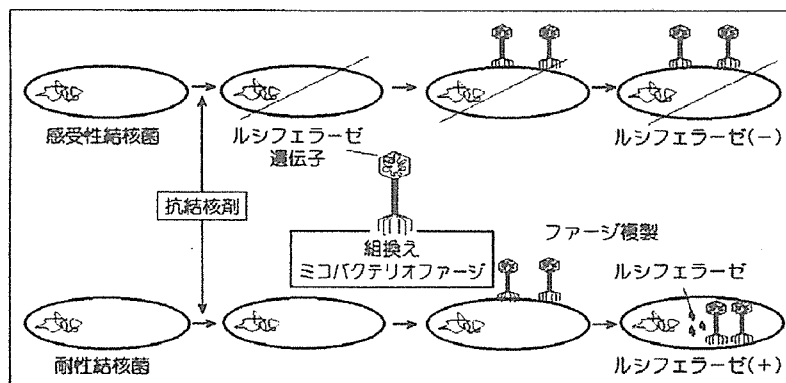 感受性結核菌
ルシフェラーゼ
遺伝子
ルシフェラーゼ(-)
抗結核剤
組換え
ミコバクテリオファージ
ファージ複製
ルシフェラーゼ
耐性結核菌
ルシフェラーゼ(+)